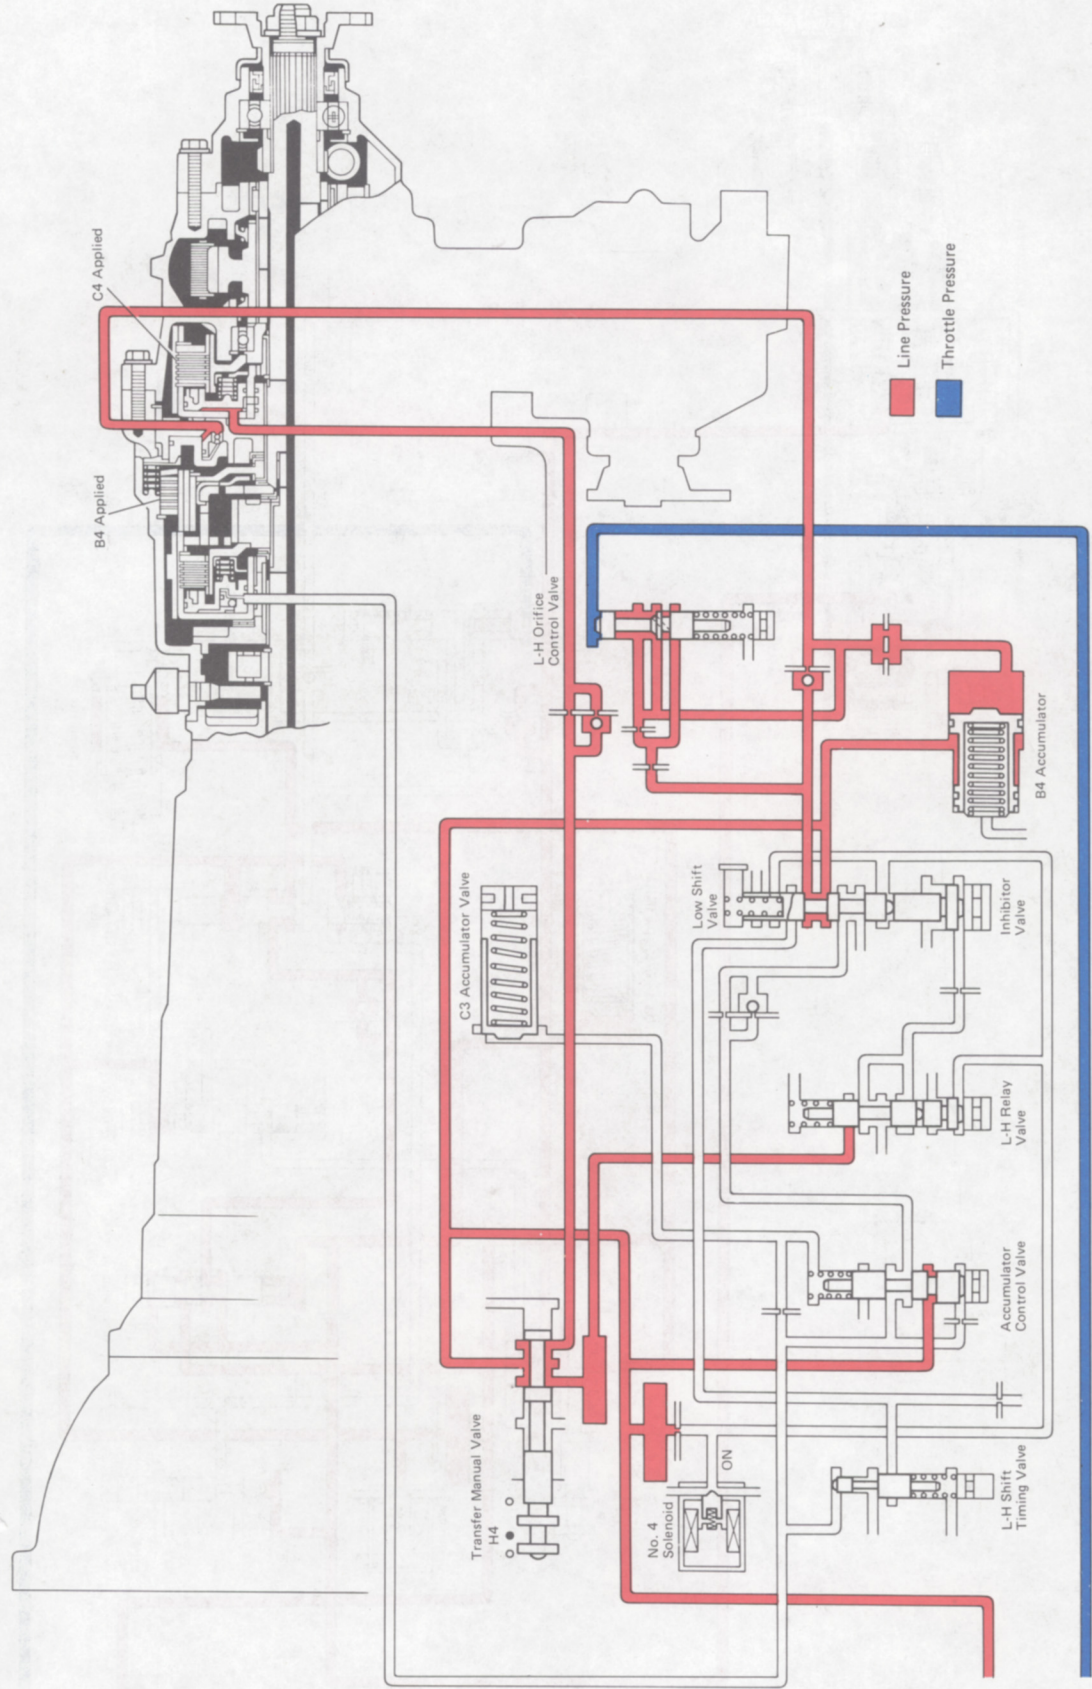 C4 Applied
B4 Applied
Line Pressure
Throttle Pressure
L-H Orifice
Control Valve
B4 Accumulator
C3 Accumulator Valve
Low Shift
Valve
Inhibitor
Valve
L-H Relay
Valve
Accumulator
Control Valve
Transfer Manual Valve
H4
No. 4
Solenoid
ON
L-H Shift
Timing Valve